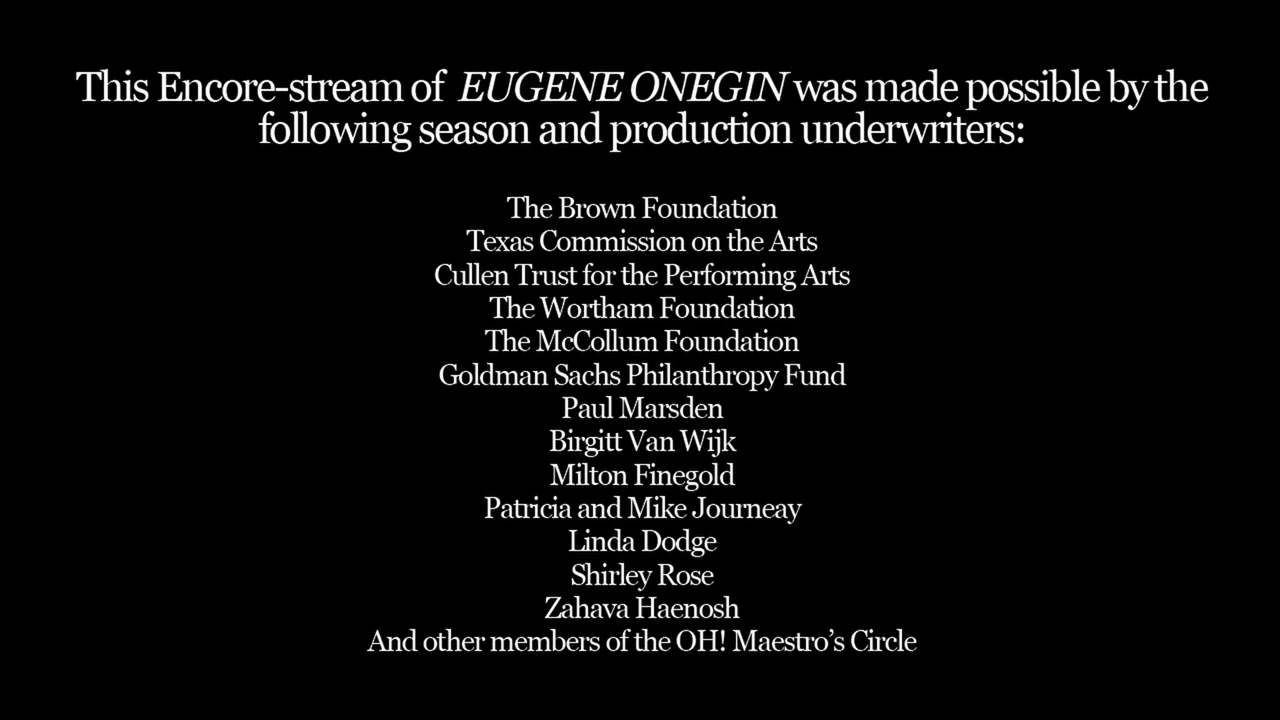 This Encore-stream of EUGENE ONEGIN was made possible by the
following season and production underwriters:
The Brown Foundation
Texas Commission on the Arts
Cullen Trust for the Performing Arts
The Wortham Foundation
The McCollum Foundation
Goldman Sachs Philanthropy Fund
Paul Marsden
Birgitt Van Wijk
Milton Finegold
Patricia and Mike Journeay
Linda Dodge
Shirley Rose
Zahava Haenosh
And other members of the OH! Maestro’s Circle